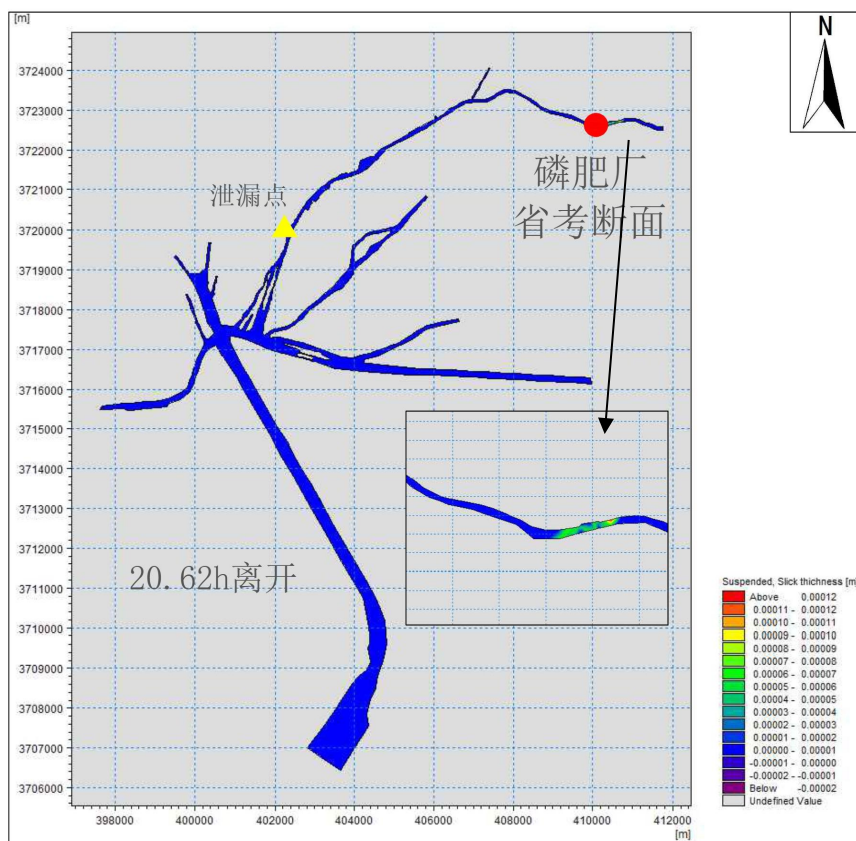 [m]
N
3724000
3723000
3722000
3721000
3720000
3719000
3718000
3717000
3716000
3715000
3714000
3713000
3712000
3711000
3710000
3709000
3708000
3707000
3706000
泄漏点
磷肥厂
省考断面
20.62h离开
398000 400000 402000 404000 406000 408000 410000 412000
[m]
Suspended, Slick thickness [m]
Above 0.00012
0.00011 - 0.00012
0.00010 - 0.00011
0.00009 - 0.00010
0.00008 - 0.00009
0.00007 - 0.00008
0.00006 - 0.00007
0.00005 - 0.00006
0.00004 - 0.00005
0.00003 - 0.00004
0.00002 - 0.00003
0.00001 - 0.00002
0.00000 - 0.00001
-0.00001 - 0.00000
-0.00002 - -0.00001
Below -0.00002
Undefined Value